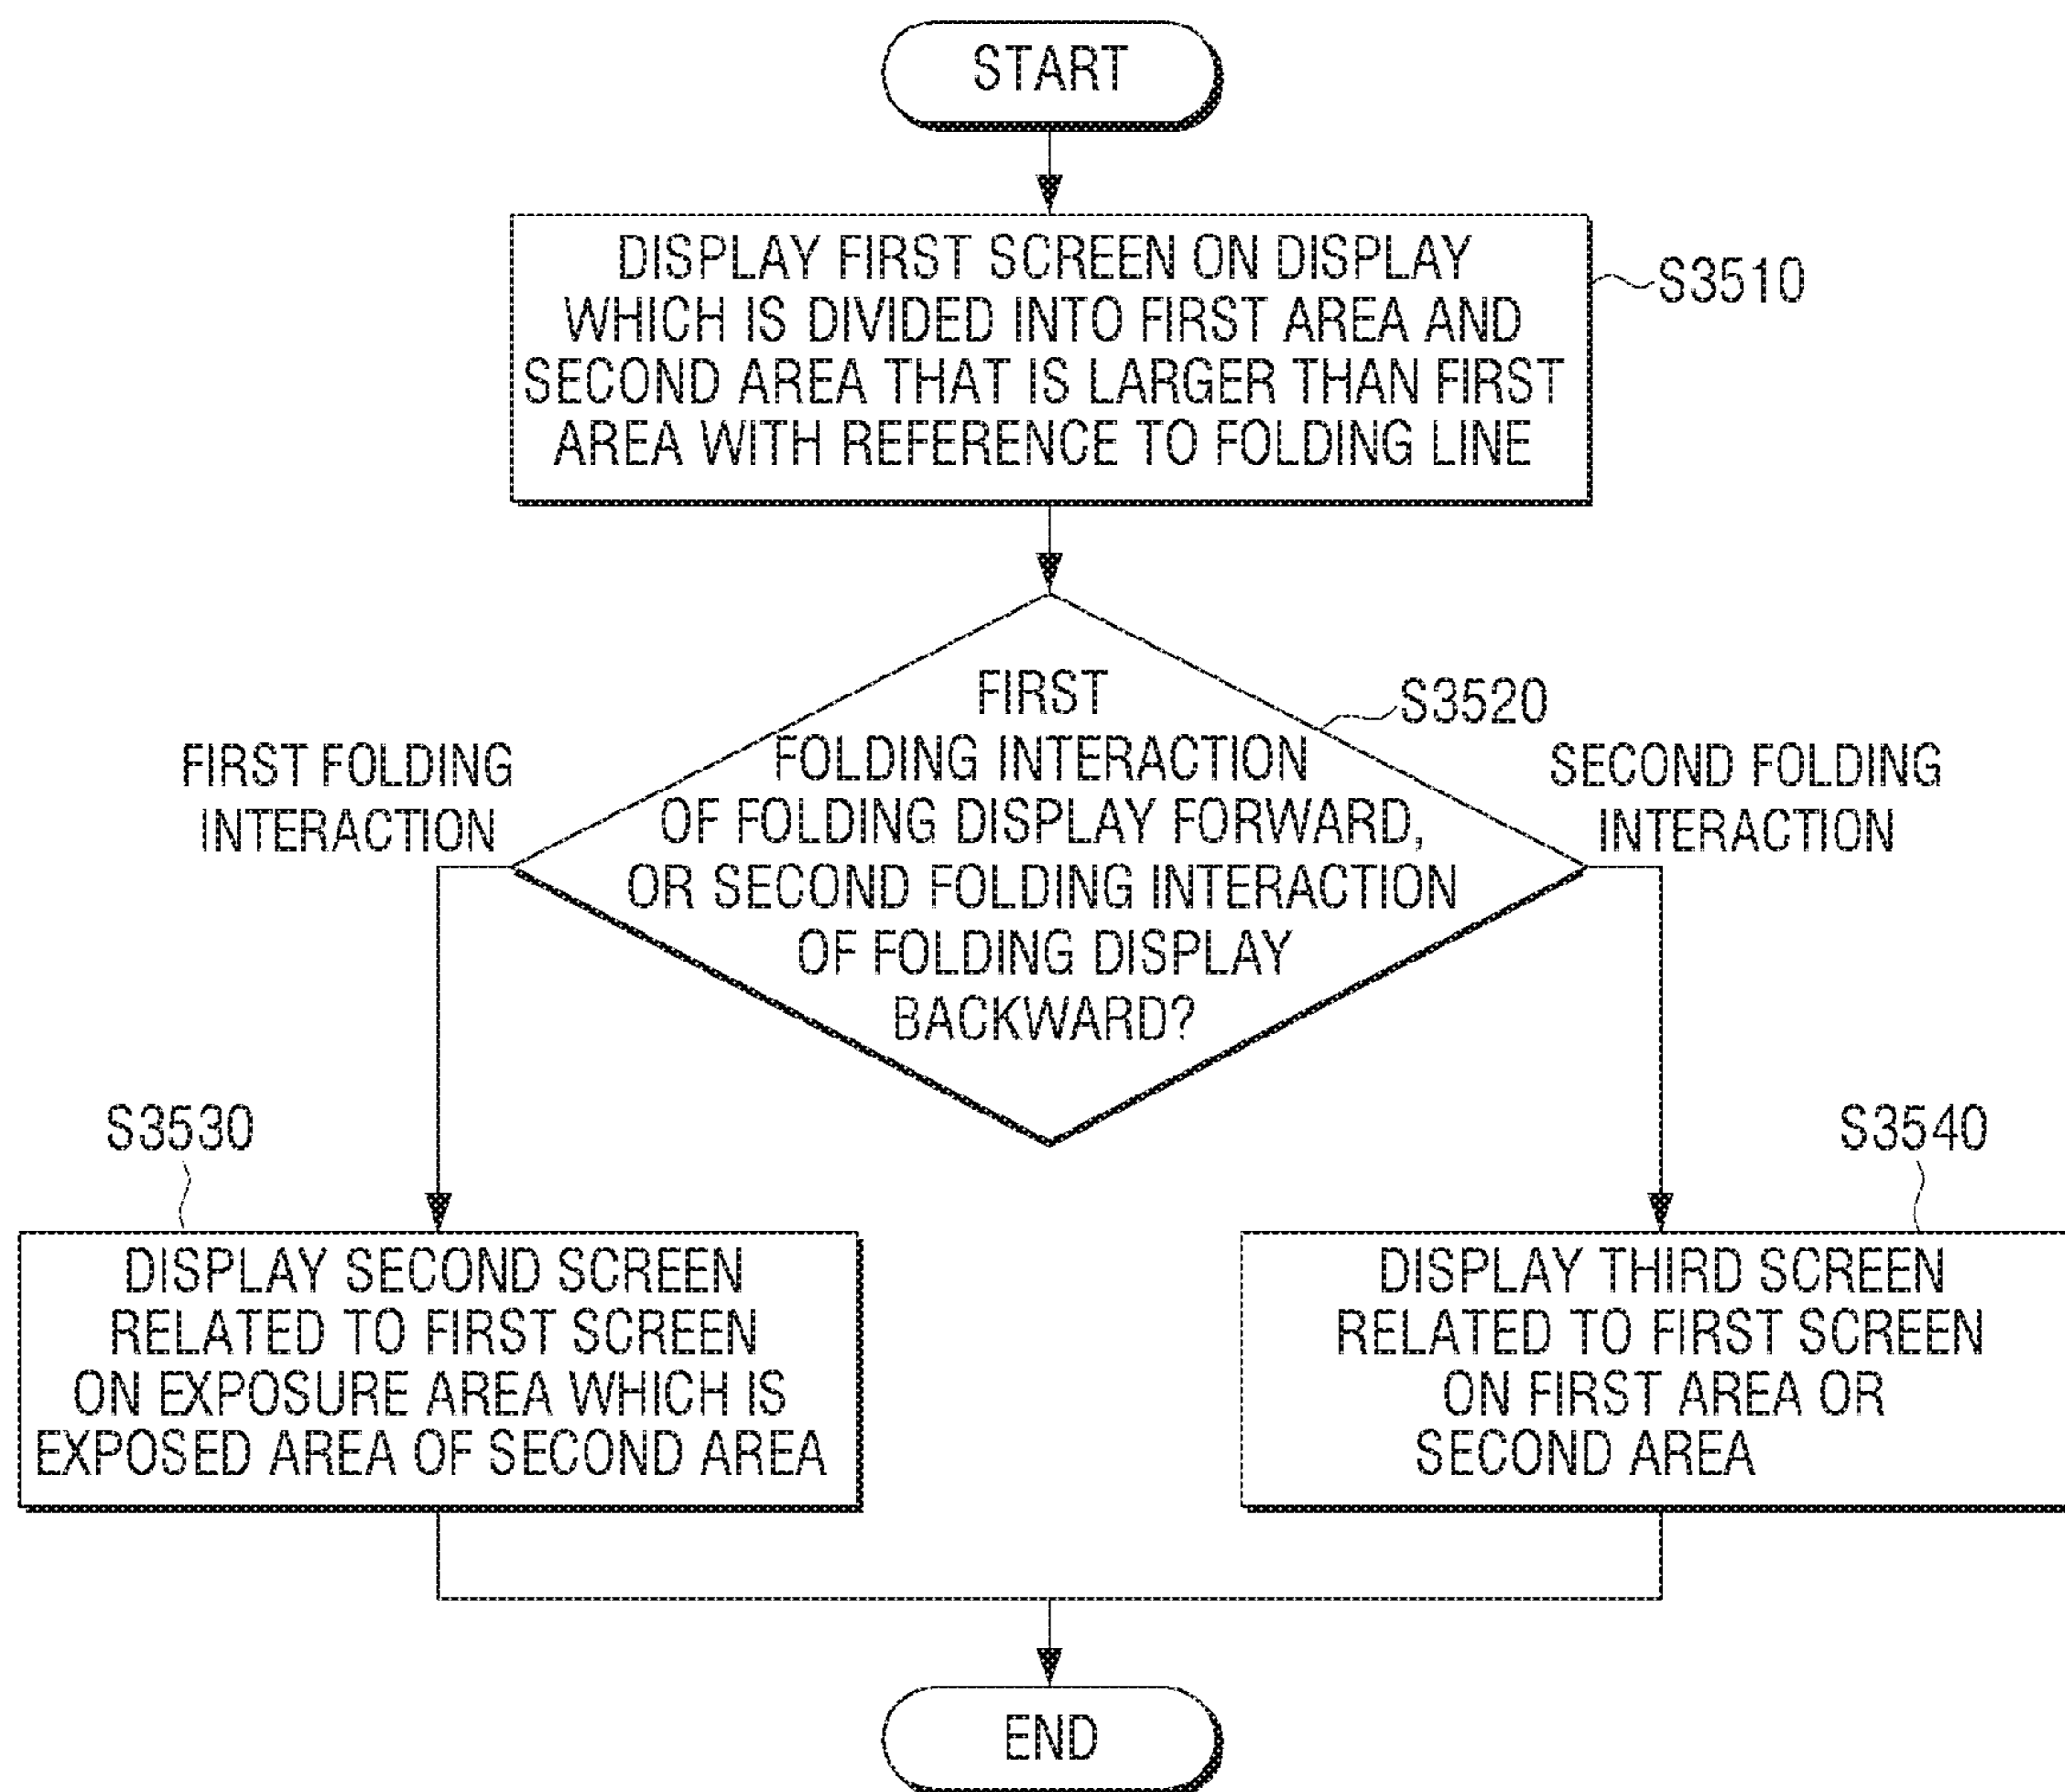 START
DISPLAY FIRST SCREEN ON DISPLAY
WHICH IS DIVIDED INTO FIRST AREA AND
SECOND AREA THAT IS LARGER THAN FIRST
AREA WITH REFERENCE TO FOLDING LINE
S3510
FIRST
FOLDING INTERACTION
OF FOLDING DISPLAY FORWARD,
OR SECOND FOLDING INTERACTION
OF FOLDING DISPLAY
BACKWARD?
S3520
FIRST FOLDING
INTERACTION
SECOND FOLDING
INTERACTION
S3530
DISPLAY SECOND SCREEN
RELATED TO FIRST SCREEN
ON EXPOSURE AREA WHICH IS
EXPOSED AREA OF SECOND AREA
S3540
DISPLAY THIRD SCREEN
RELATED TO FIRST SCREEN
ON FIRST AREA OR
SECOND AREA
END